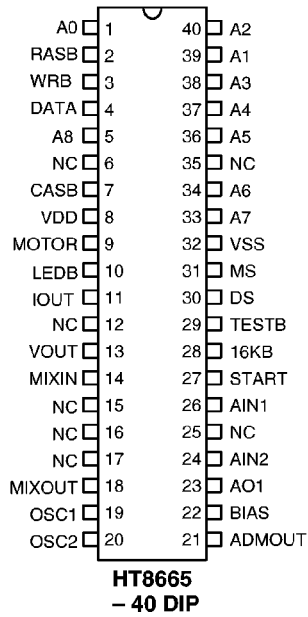 A0 1 40 A2
RASB 2 39 A1
WRB 3 38 A3
DATA 4 37 A4
A8 5 36 A5
NC 6 35 NC
CASB 7 34 A6
VDD 8 33 A7
MOTOR 9 32 VSS
LEDB 10 31 MS
IOUT 11 30 DS
NC 12 29 TESTB
VOUT 13 28 16KB
MIXIN 14 27 START
NC 15 26 AIN1
NC 16 25 NC
NC 17 24 AIN2
MIXOUT 18 23 AO1
OSC1 19 22 BIAS
OSC2 20 21 ADMOUT
HT8665
– 40 DIP